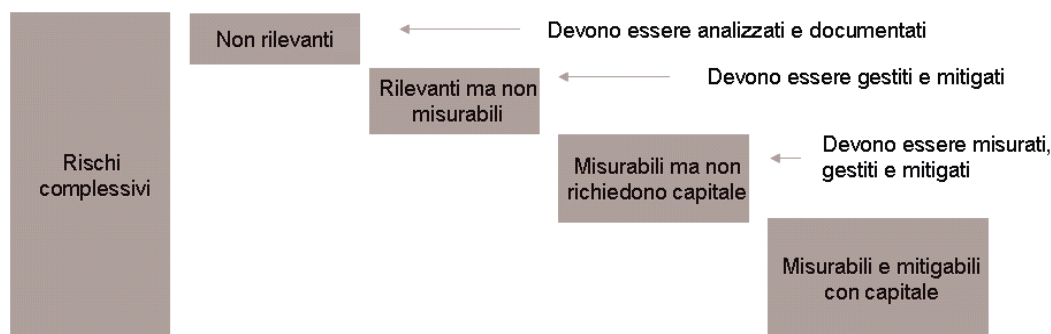 Non rilevanti
Devono essere analizzati e documentati
Rilevanti ma non
misurabili
Devono essere gestiti e mitigati
Rischi
complessivi
Misurabili ma non
richiedono capitale
Devono essere misurati,
gestiti e mitigati
Misurabili e mitigabili
con capitale